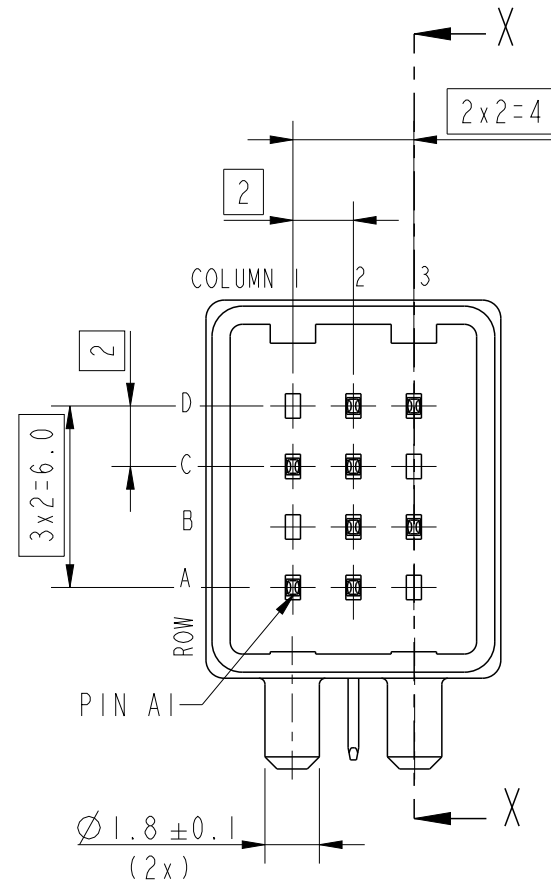 X
2x2=4
2
COLUMN 1 2 3
2
3x2=6.0
D
C
B
A
ROW
PIN A1
Ø1.8 ±0.1
(2x)
X